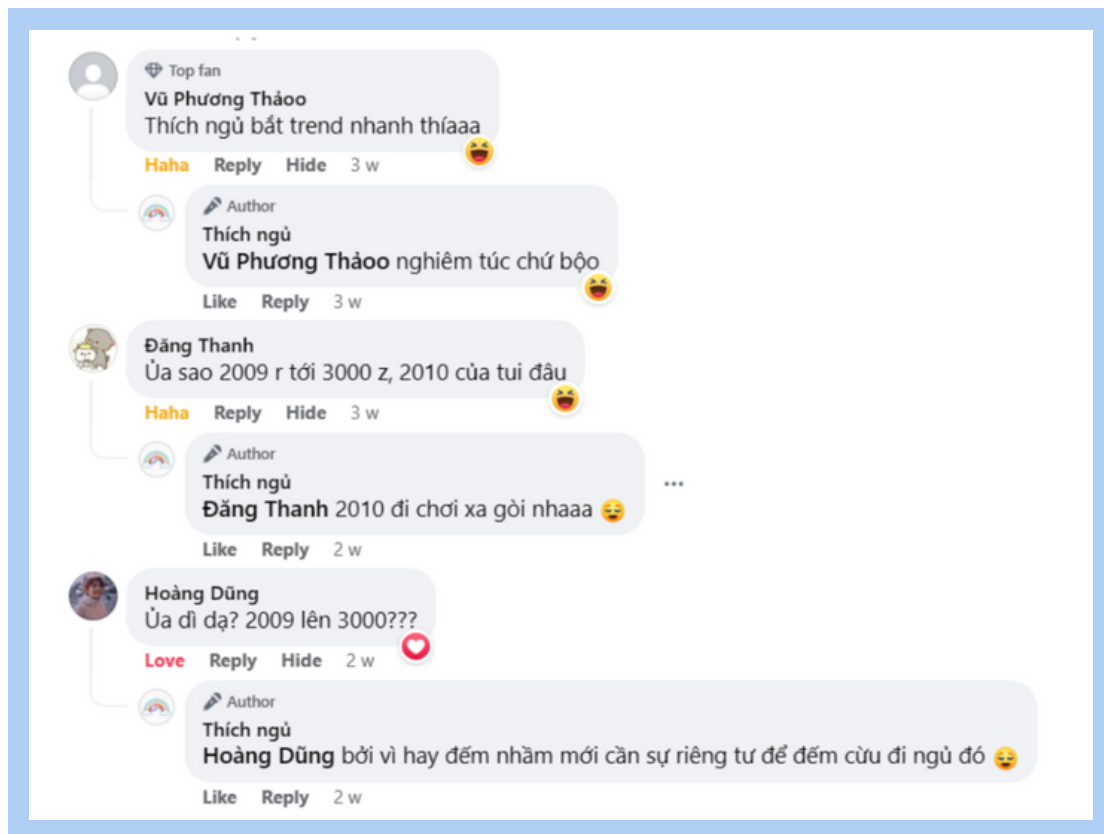 Top fan
Vũ Phương Thảoo
Thích ngủ bắt trend nhanh thíaaa
Haha Reply Hide 3 w
Author
Thích ngủ
Vũ Phương Thảoo nghiêm túc chứ bộo
Like Reply 3 w
Đăng Thanh
Ủa sao 2009 r tới 3000 z, 2010 của tui đâu
Haha Reply Hide 3 w
Author
Thích ngủ
Đăng Thanh 2010 đi chơi xa gòi nhaaa
Like Reply 2 w
Hoàng Dũng
Ủa dì dạ? 2009 lên 3000???
Love Reply Hide 2 w
Author
Thích ngủ
Hoàng Dũng bởi vì hay đếm nhầm mới cần sự riêng tư để đếm cừu đi ngủ đó
Like Reply 2 w